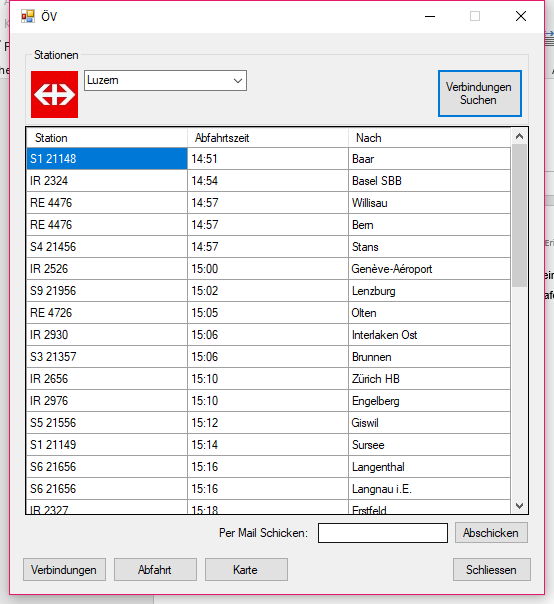 ÖV
Stationen
Luzern
Verbindungen
Suchen
Station Abfahrtszeit Nach
S1 21148 14:51 Baar
IR 2324 14:54 Basel SBB
RE 4476 14:57 Willisau
RE 4476 14:57 Bern
S4 21456 14:57 Stans
IR 2526 15:00 Genève-Aéroport
S9 21956 15:02 Lenzburg
RE 4726 15:05 Olten
IR 2930 15:06 Interlaken Ost
S3 21357 15:06 Brunnen
IR 2656 15:10 Zürich HB
IR 2976 15:10 Engelberg
S5 21556 15:12 Giswil
S1 21149 15:14 Sursee
S6 21656 15:16 Langenthal
S6 21656 15:16 Langnau i.E.
IR 2327 15:18 Erstfeld
Per Mail Schicken: Abschicken
Verbindungen Abfahrt Karte Schliessen